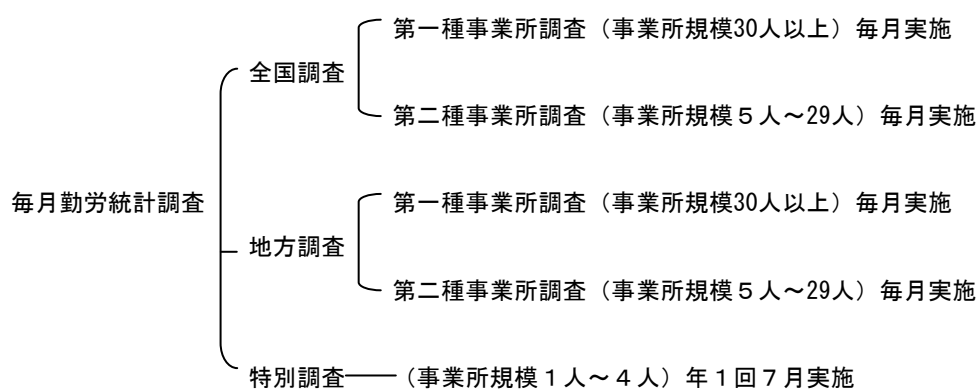 第一種事業所調査（事業所規模30人以上）毎月実施
全国調査
第二種事業所調査（事業所規模５人～29人）毎月実施
毎月勤労統計調査
第一種事業所調査（事業所規模30人以上）毎月実施
地方調査
第二種事業所調査（事業所規模５人～29人）毎月実施
特別調査――（事業所規模１人～４人）年１回７月実施